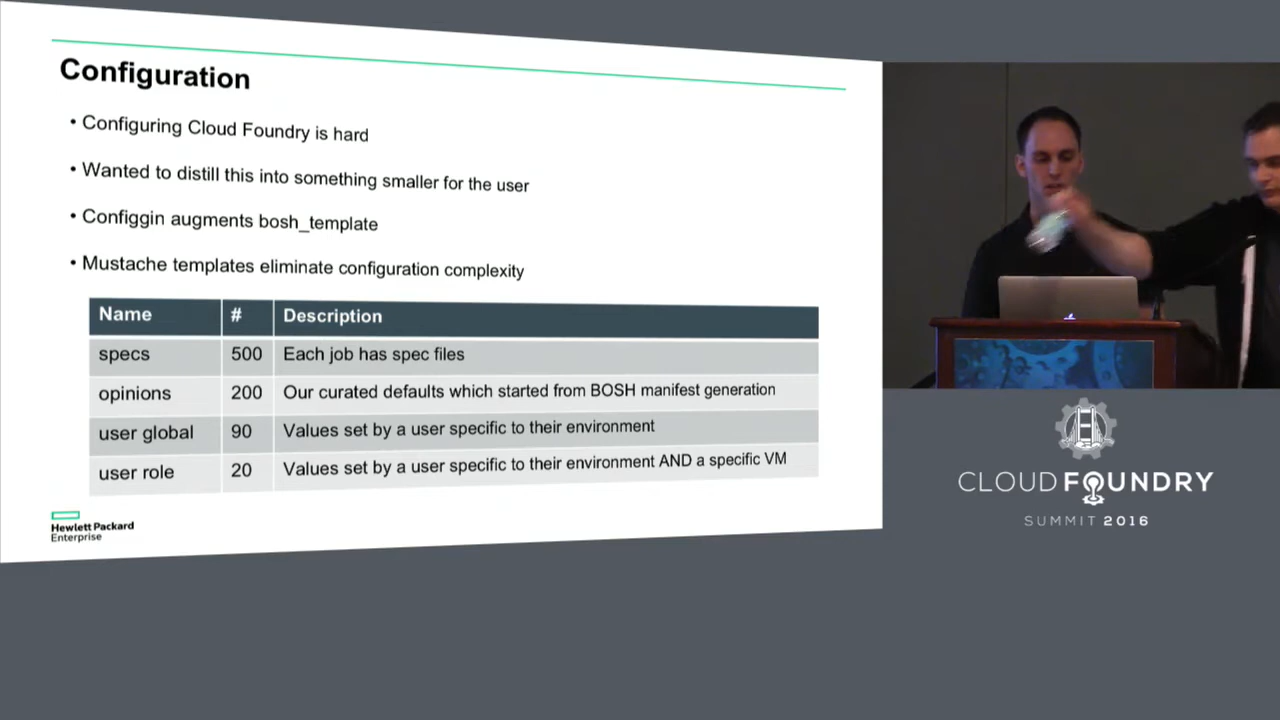 Configuration
• Configuring Cloud Foundry is hard
• Wanted to distill this into something smaller for the user
• Configgin augments bosh_template
• Mustache templates eliminate configuration complexity
Name # Description
specs 500 Each job has spec files
opinions 200 Our curated defaults which started from BOSH manifest generation
user global 90 Values set by a user specific to their environment
user role 20 Values set by a user specific to their environment AND a specific VM
Hewlett Packard
Enterprise
CLOUD FOUNDRY
SUMMIT 2016